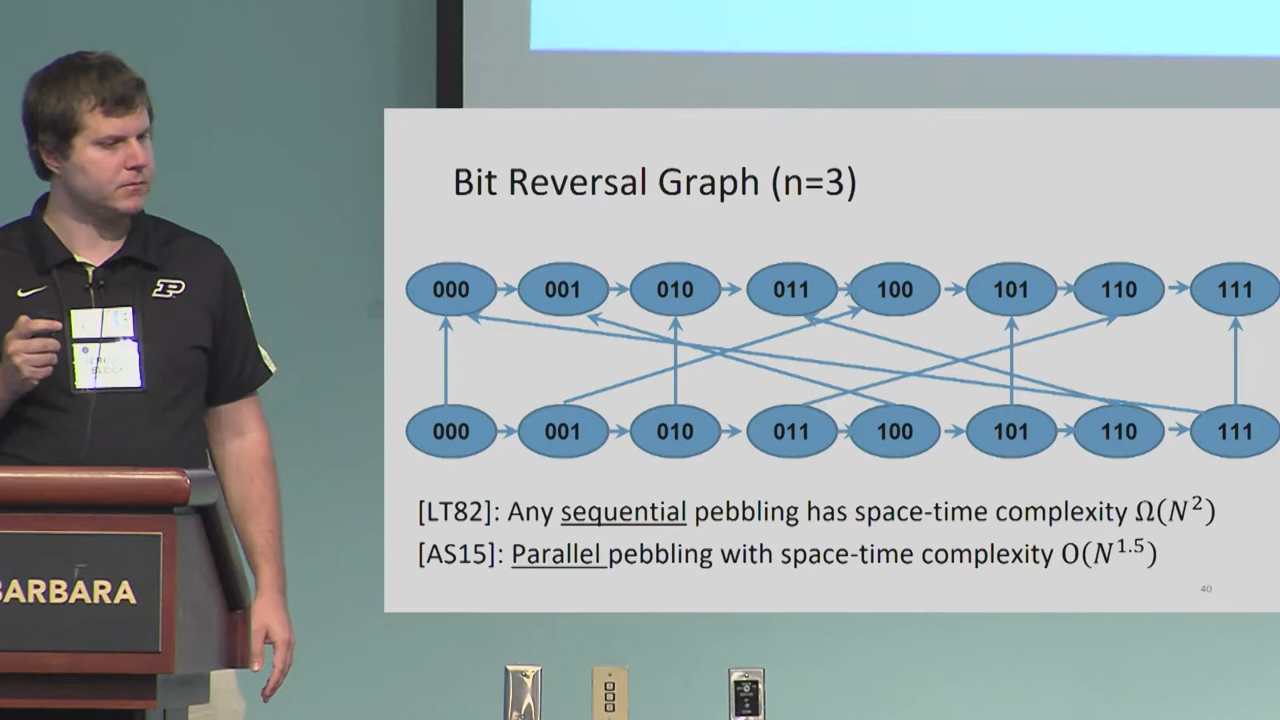 Bit Reversal Graph (n=3)
000 001 010 011 100 101 110 111
000 001 010 011 100 101 110 111
[LT82]: Any sequential pebbling has space-time complexity Ω(N²)
[AS15]: Parallel pebbling with space-time complexity O(N¹·⁵)
40
P
BLOCK
BARBARA